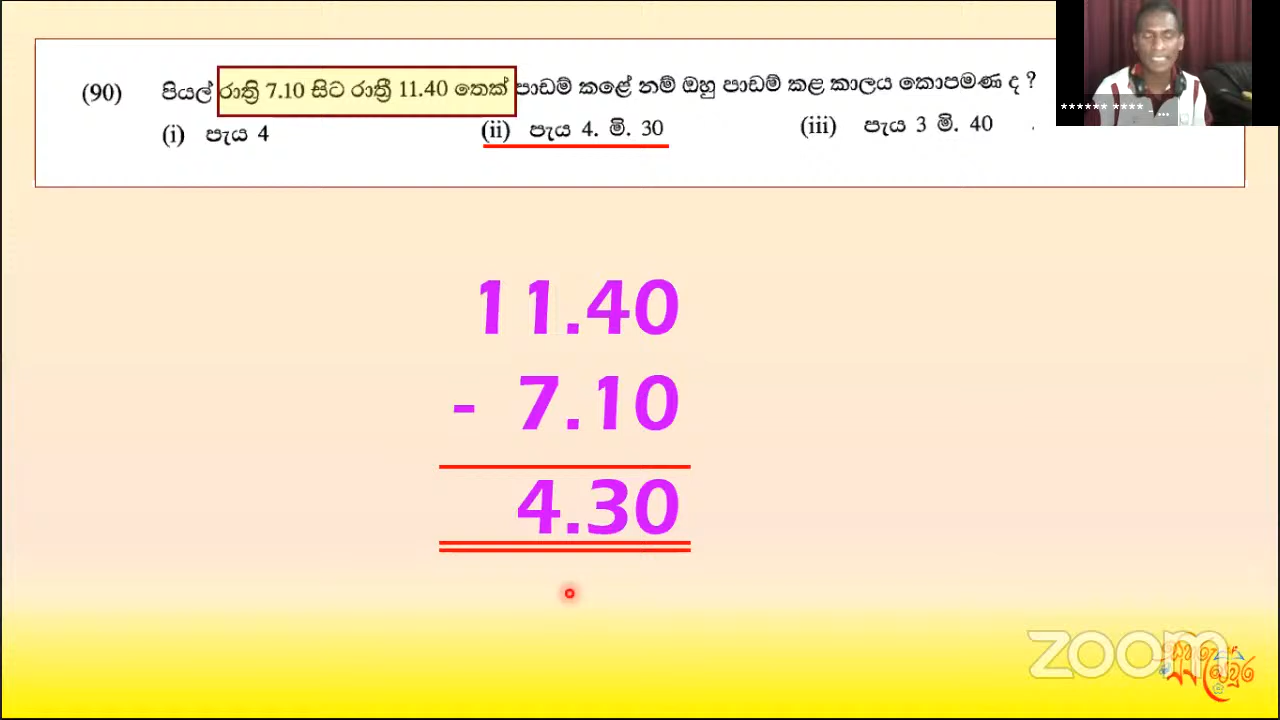 (90) පියල් රාත්‍රි 7.10 සිට රාත්‍රී 11.40 තෙක් පාඩම් කළේ නම් ඔහු පාඩම් කළ කාලය කොපමණ ද ?
(i) පැය 4 (ii) පැය 4. මි. 30 (iii) පැය 3 මි. 40
****** **** - ...
11.40
- 7.10
4.30
zoom